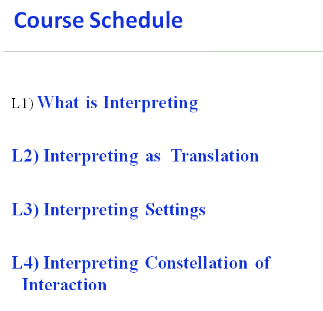 Course Schedule
L1) What is Interpreting
L2) Interpreting as Translation
L3) Interpreting Settings
L4) Interpreting Constellation of
Interaction